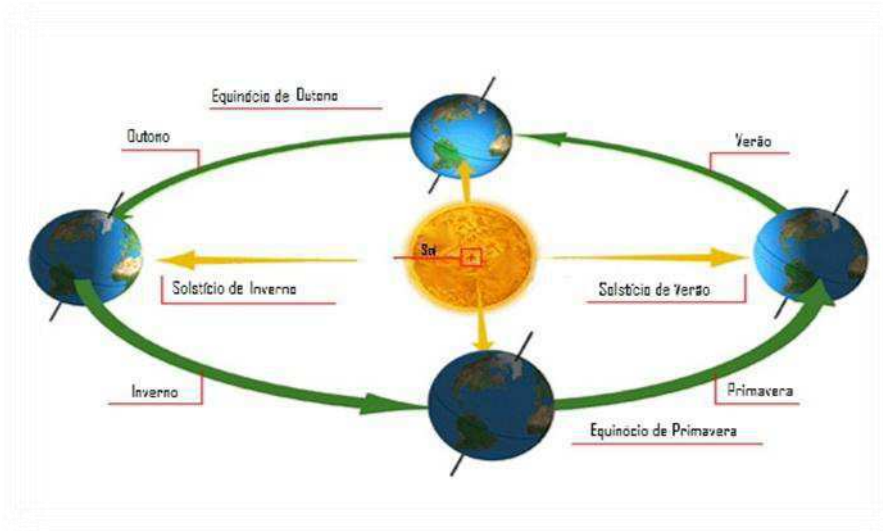 Equinócio de Outono
Outono
Verão
Sol
Solstício de Inverno
Solstício de Verão
Inverno
Primavera
Equinócio de Primavera